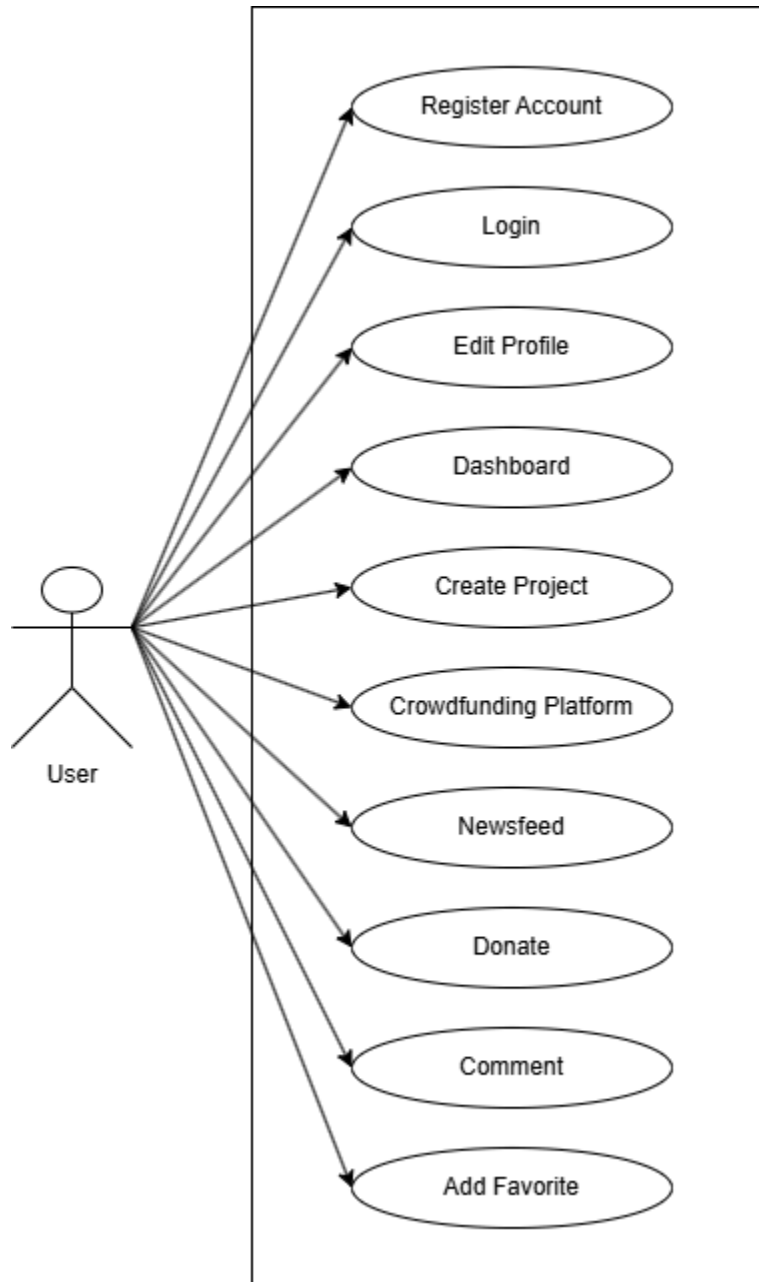 Register Account
Login
Edit Profile
Dashboard
Create Project
Crowdfunding Platform
User
Newsfeed
Donate
Comment
Add Favorite